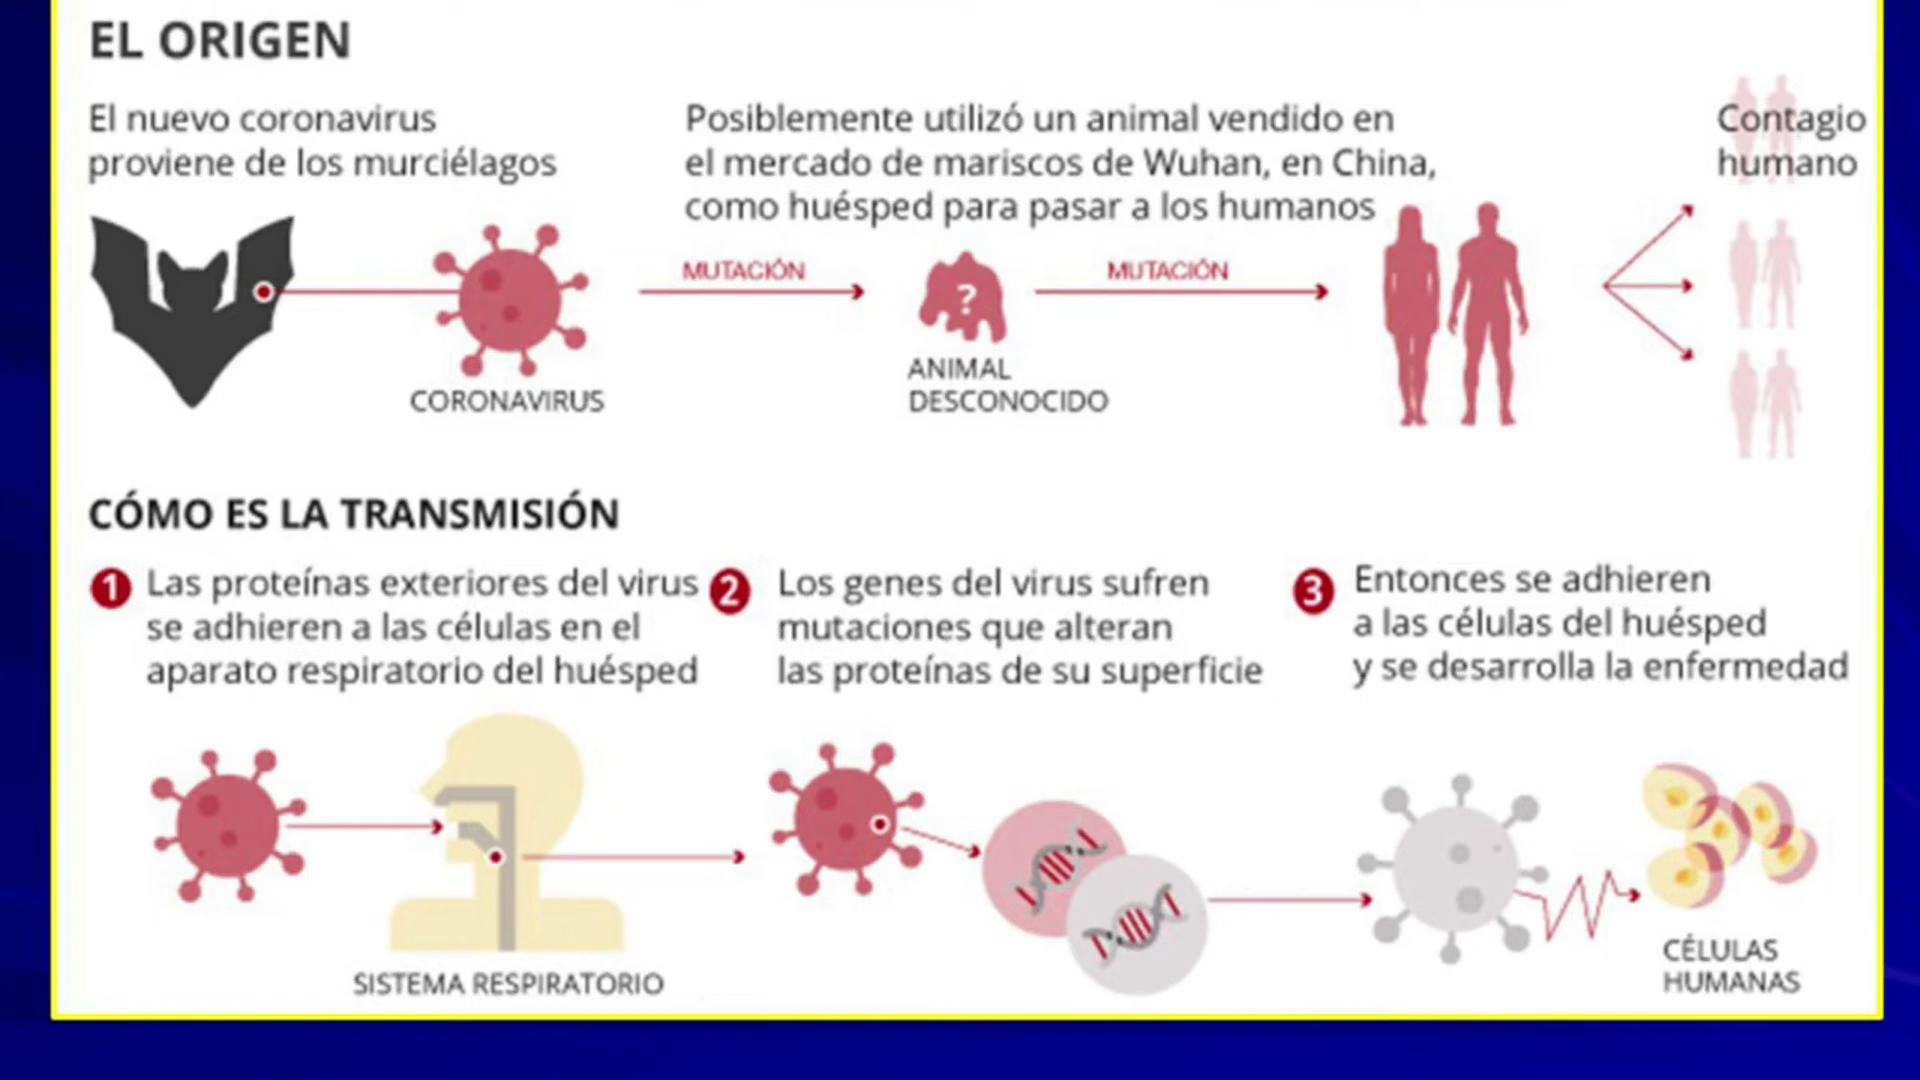 EL ORIGEN
El nuevo coronavirus
proviene de los murciélagos
Posiblemente utilizó un animal vendido en
el mercado de mariscos de Wuhan, en China,
como huésped para pasar a los humanos
Contagio
humano
MUTACIÓN
MUTACIÓN
?
CORONAVIRUS
ANIMAL
DESCONOCIDO
CÓMO ES LA TRANSMISIÓN
1 Las proteínas exteriores del virus
se adhieren a las células en el
aparato respiratorio del huésped
2 Los genes del virus sufren
mutaciones que alteran
las proteínas de su superficie
3 Entonces se adhieren
a las células del huésped
y se desarrolla la enfermedad
SISTEMA RESPIRATORIO
CÉLULAS
HUMANAS